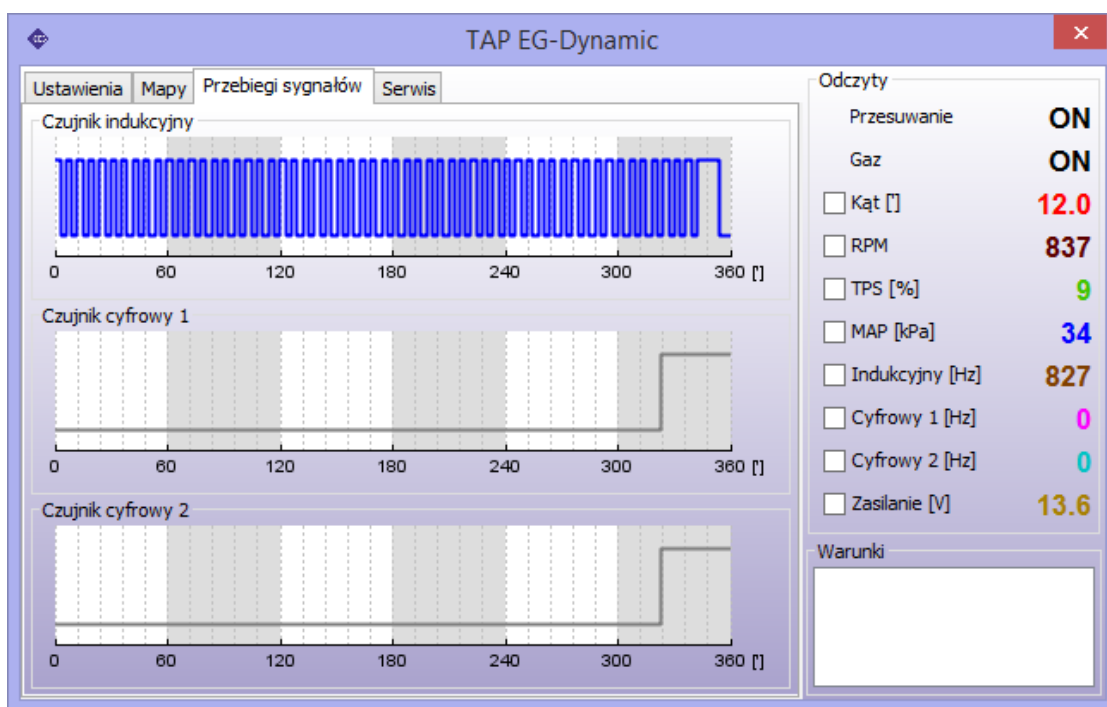 TAP EG-Dynamic
Ustawienia Mapy Przebiegi sygnałów Serwis
Czujnik indukcyjny
0 60 120 180 240 300 360 [']
Czujnik cyfrowy 1
0 60 120 180 240 300 360 [']
Czujnik cyfrowy 2
0 60 120 180 240 300 360 [']
Odczyty
Przesuwanie ON
Gaz ON
Kąt ['] 12.0
RPM 837
TPS [%] 9
MAP [kPa] 34
Indukcyjny [Hz] 827
Cyfrowy 1 [Hz] 0
Cyfrowy 2 [Hz] 0
Zasilanie [V] 13.6
Warunki